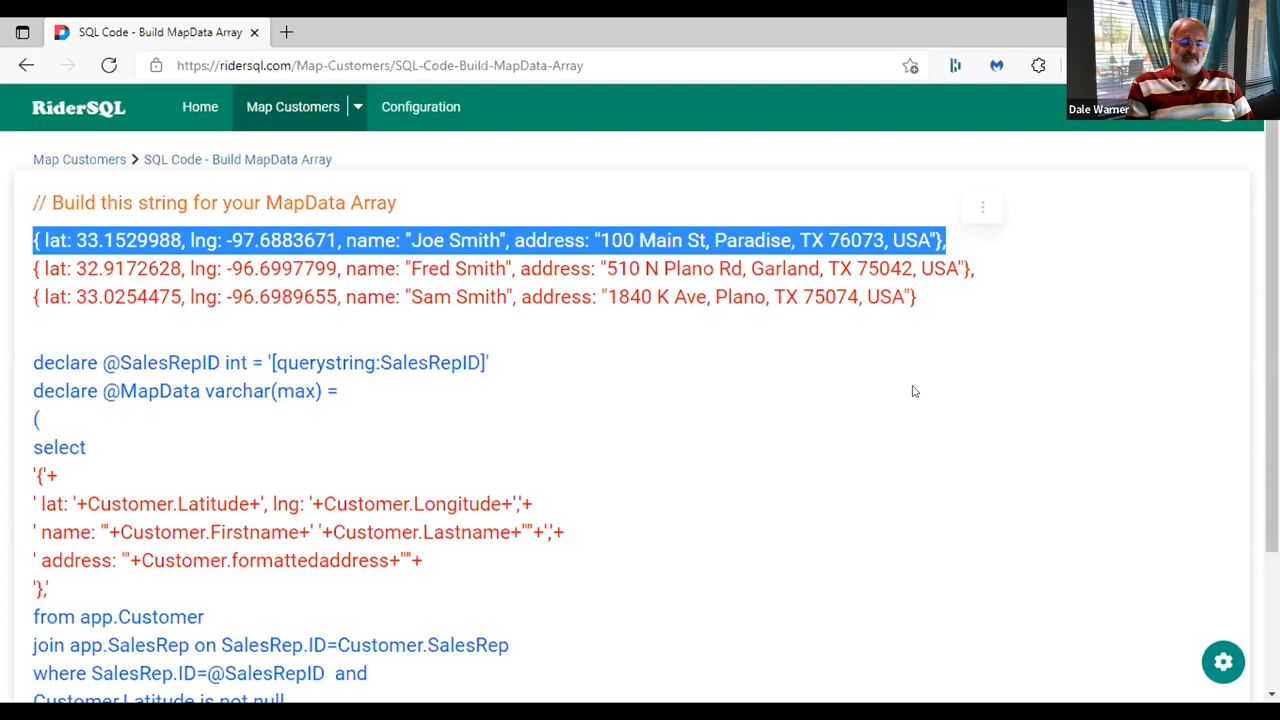 SQL Code - Build MapData Array
https://ridersql.com/Map-Customers/SQL-Code-Build-MapData-Array
Dale Warner
RiderSQL
Home
Map Customers
Configuration
Map Customers > SQL Code - Build MapData Array
// Build this string for your MapData Array
{ lat: 33.1529988, lng: -97.6883671, name: "Joe Smith", address: "100 Main St, Paradise, TX 76073, USA"},
{ lat: 32.9172628, lng: -96.6997799, name: "Fred Smith", address: "510 N Plano Rd, Garland, TX 75042, USA"},
{ lat: 33.0254475, lng: -96.6989655, name: "Sam Smith", address: "1840 K Ave, Plano, TX 75074, USA"}
declare @SalesRepID int = '[querystring:SalesRepID]'
declare @MapData varchar(max) =
(
select
'{'+
' lat: '+Customer.Latitude+', lng: '+Customer.Longitude+','+
' name: "'+Customer.Firstname+' '+Customer.Lastname+'"'+','+
' address: "'+Customer.formattedaddress+'"'+
'},'
from app.Customer
join app.SalesRep on SalesRep.ID=Customer.SalesRep
where SalesRep.ID=@SalesRepID and
Customer.Latitude is not null